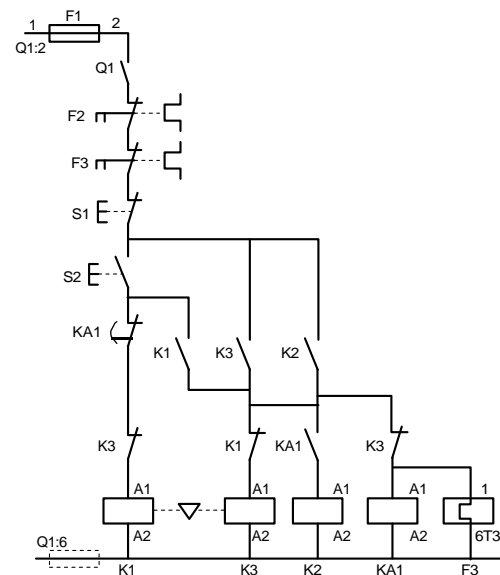 F1
1 2
Q1:2
Q1
F2
F3
S1
S2
KA1
K1 K3 K2
K3 K1 KA1 K3
A1 A1 A1 A1 1
A2 A2 A2 A2 6T3
Q1:6
K1 K3 K2 KA1 F3